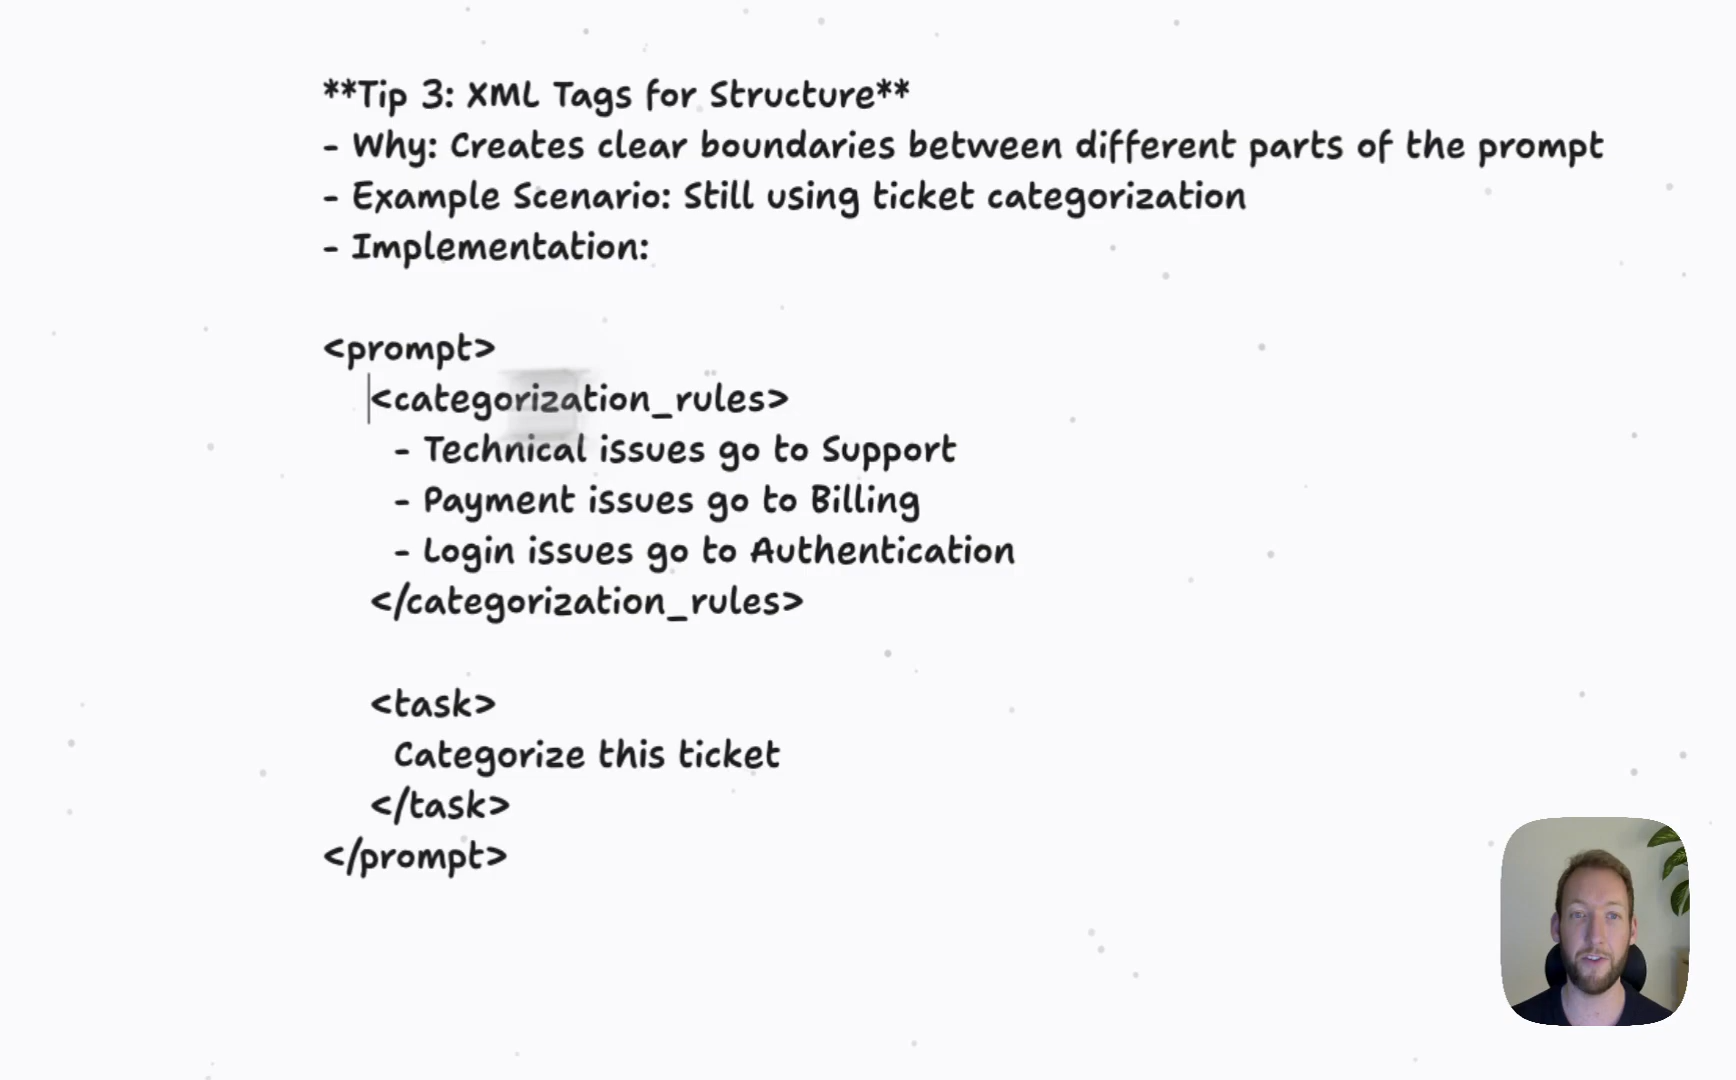 **Tip 3: XML Tags for Structure**
- Why: Creates clear boundaries between different parts of the prompt
- Example Scenario: Still using ticket categorization
- Implementation:
<prompt>
<categorization_rules>
- Technical issues go to Support
- Payment issues go to Billing
- Login issues go to Authentication
</categorization_rules>
<task>
Categorize this ticket
</task>
</prompt>